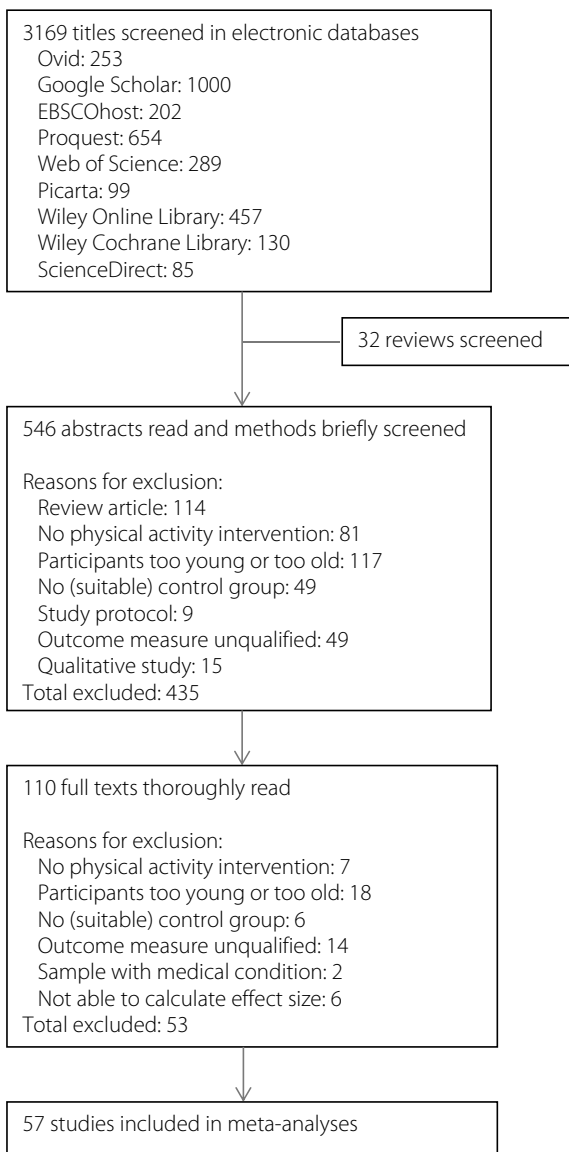 3169 titles screened in electronic databases
Ovid: 253
Google Scholar: 1000
EBSCOhost: 202
Proquest: 654
Web of Science: 289
Picarta: 99
Wiley Online Library: 457
Wiley Cochrane Library: 130
ScienceDirect: 85
32 reviews screened
546 abstracts read and methods briefly screened
Reasons for exclusion:
Review article: 114
No physical activity intervention: 81
Participants too young or too old: 117
No (suitable) control group: 49
Study protocol: 9
Outcome measure unqualified: 49
Qualitative study: 15
Total excluded: 435
110 full texts thoroughly read
Reasons for exclusion:
No physical activity intervention: 7
Participants too young or too old: 18
No (suitable) control group: 6
Outcome measure unqualified: 14
Sample with medical condition: 2
Not able to calculate effect size: 6
Total excluded: 53
57 studies included in meta-analyses